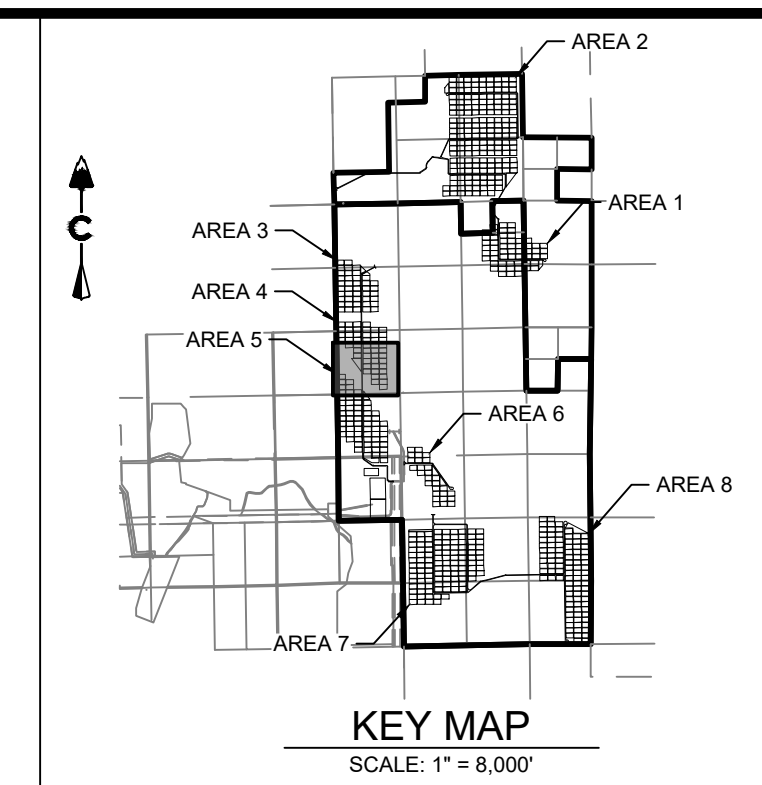 AREA 2
AREA 1
AREA 3
AREA 4
AREA 5
AREA 6
AREA 8
AREA 7
C
KEY MAP
SCALE: 1" = 8,000'